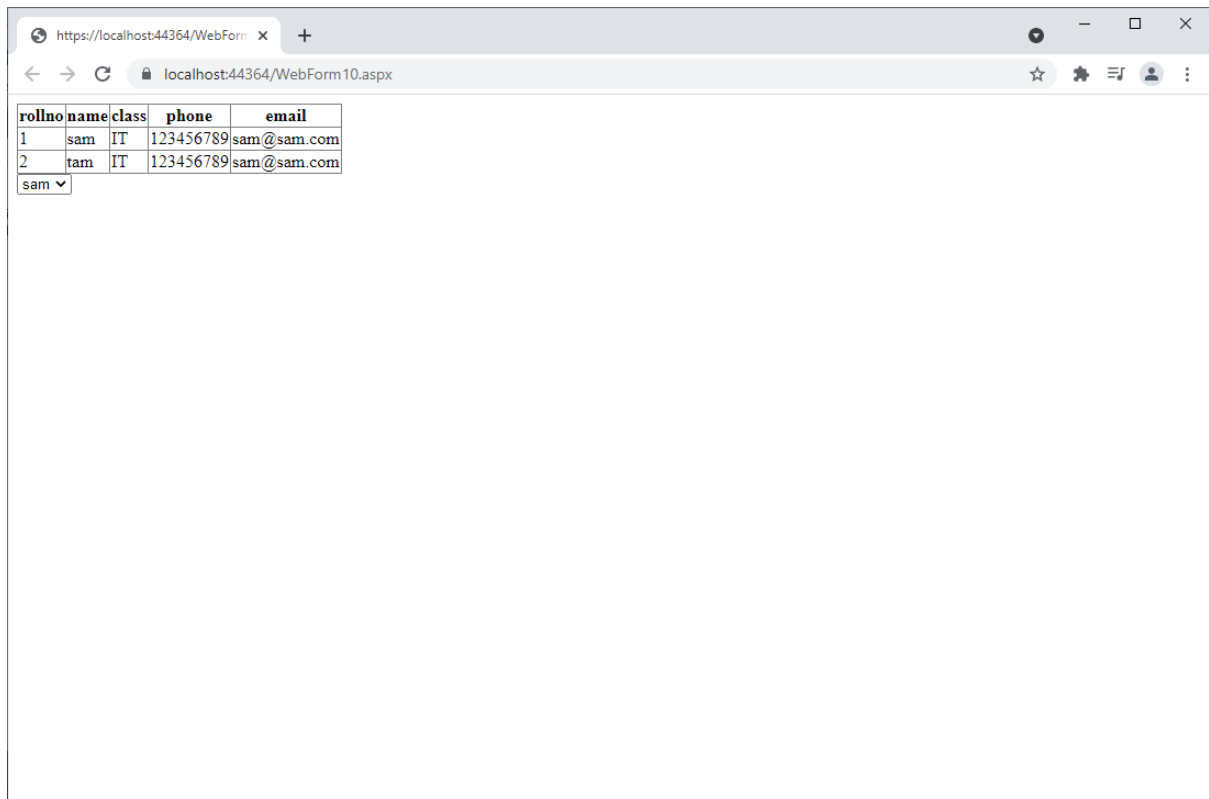 https://localhost:44364/WebForm
localhost:44364/WebForm10.aspx
rollno name class phone email
1 sam IT 123456789 sam@sam.com
2 tam IT 123456789 sam@sam.com
sam